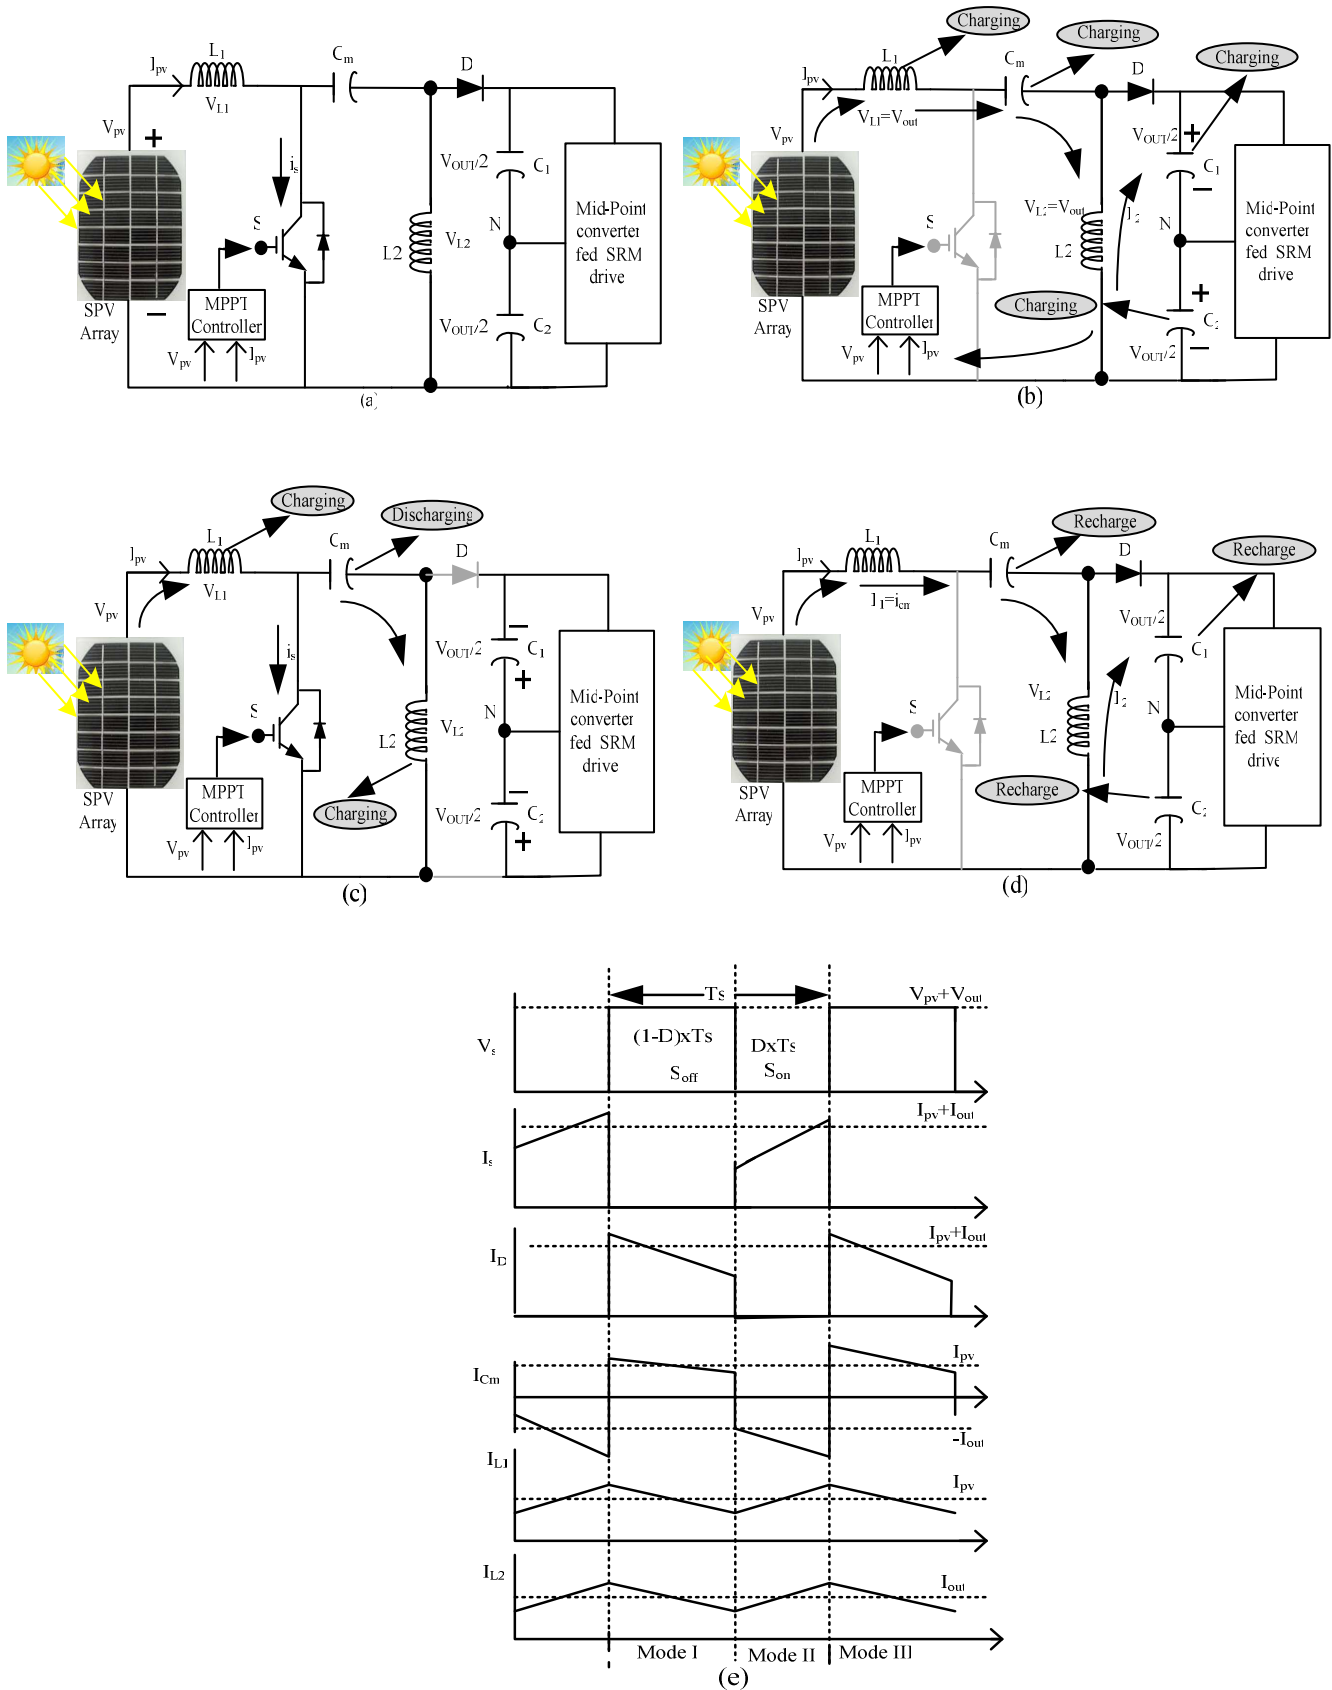 L1
Cm
D
Ipv
VL1
Vpv
+
is
VOUT/2
C1
S
L2
VL2
N
Mid-Point
converter
fed SRM
drive
MPPT
Controller
SPV
Array
−
VOUT/2
C2
Vpv
Ipv
(a)
Charging
Charging
Charging
L1
Cm
D
Ipv
VL1=Vout
Vpv
VOUT/2
+
C1
−
VL2=Vout
I2
S
N
L2
Mid-Point
converter
fed SRM
drive
MPPT
Controller
Charging
+
C2
SPV
Array
Vpv
Ipv
VOUT/2
−
(b)
Charging
Discharging
L1
Cm
D
Ipv
VL1
Vpv
is
−
VOUT/2
C1
+
S
N
L2
VL2
Mid-Point
converter
fed SRM
drive
MPPT
Controller
SPV
Array
Charging
−
VOUT/2
C2
+
Vpv
Ipv
(c)
Recharge
Recharge
L1
Cm
D
Ipv
I1=icm
Vpv
VOUT/2
C1
VL2
I2
S
N
L2
Mid-Point
converter
fed SRM
drive
MPPT
Controller
Recharge
C2
SPV
Array
Vpv
Ipv
VOUT/2
(d)
Ts
Vpv+Vout
Vs
(1-D)xTs
Soff
DxTs
Son
Ipv+Iout
Is
Ipv+Iout
ID
Ipv
ICm
-Iout
IL1
Ipv
IL2
Iout
Mode I
Mode II
Mode III
(e)